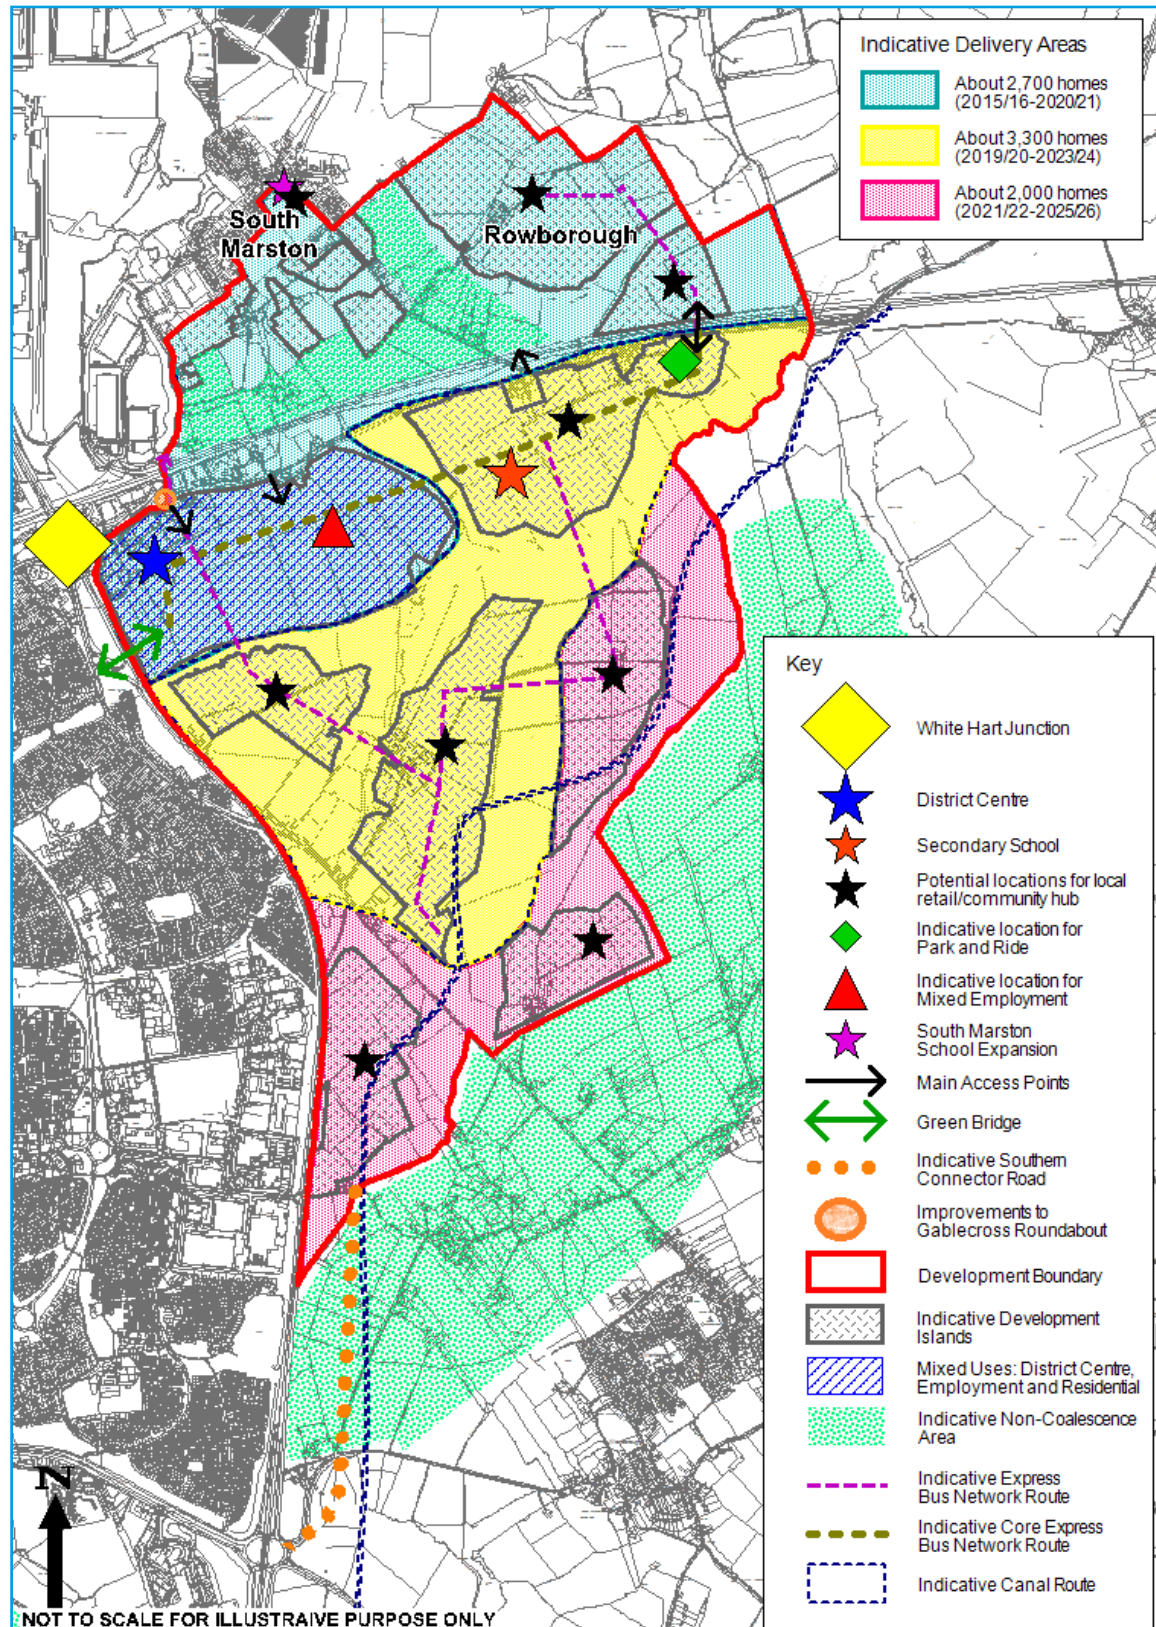 Indicative Delivery Areas
About 2,700 homes
(2015/16-2020/21)
About 3,300 homes
(2019/20-2023/24)
About 2,000 homes
(2021/22-2025/26)
South
Marston
Rowborough
Key
White Hart Junction
District Centre
Secondary School
Potential locations for local
retail/community hub
Indicative location for
Park and Ride
Indicative location for
Mixed Employment
South Marston
School Expansion
Main Access Points
Green Bridge
Indicative Southern
Connector Road
Improvements to
Gablecross Roundabout
Development Boundary
Indicative Development
Islands
Mixed Uses: District Centre,
Employment and Residential
Indicative Non-Coalescence
Area
Indicative Express
Bus Network Route
Indicative Core Express
Bus Network Route
Indicative Canal Route
N
NOT TO SCALE FOR ILLUSTRAIVE PURPOSE ONLY